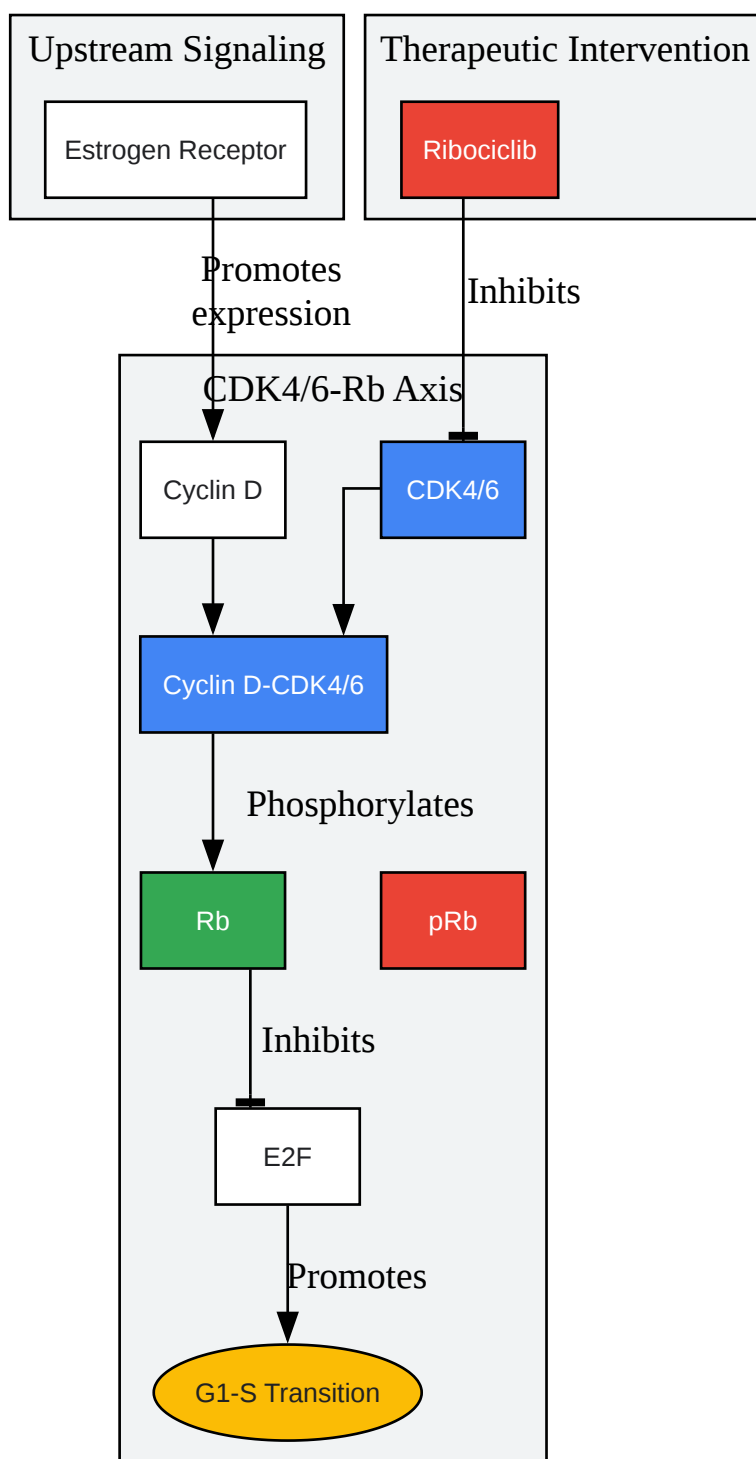 Upstream Signaling
Therapeutic Intervention
Estrogen Receptor
Ribociclib
Promotes
expression
Inhibits
CDK4/6-Rb Axis
Cyclin D
CDK4/6
Cyclin D-CDK4/6
Phosphorylates
Rb
pRb
Inhibits
E2F
Promotes
G1-S Transition